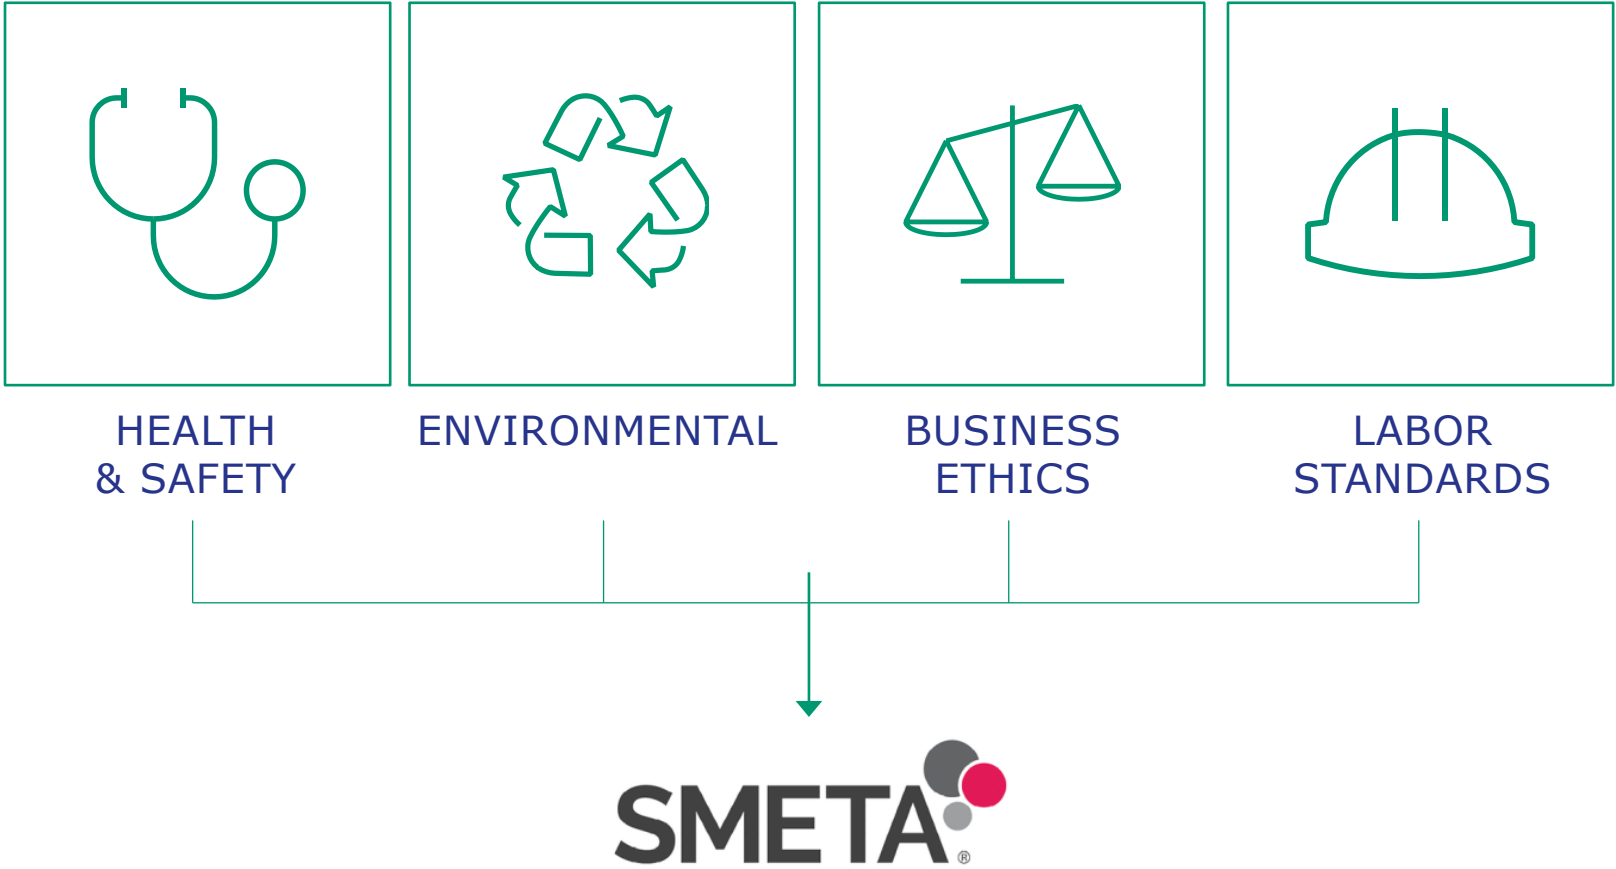 HEALTH
& SAFETY
ENVIRONMENTAL
BUSINESS
ETHICS
LABOR
STANDARDS
SMETA®